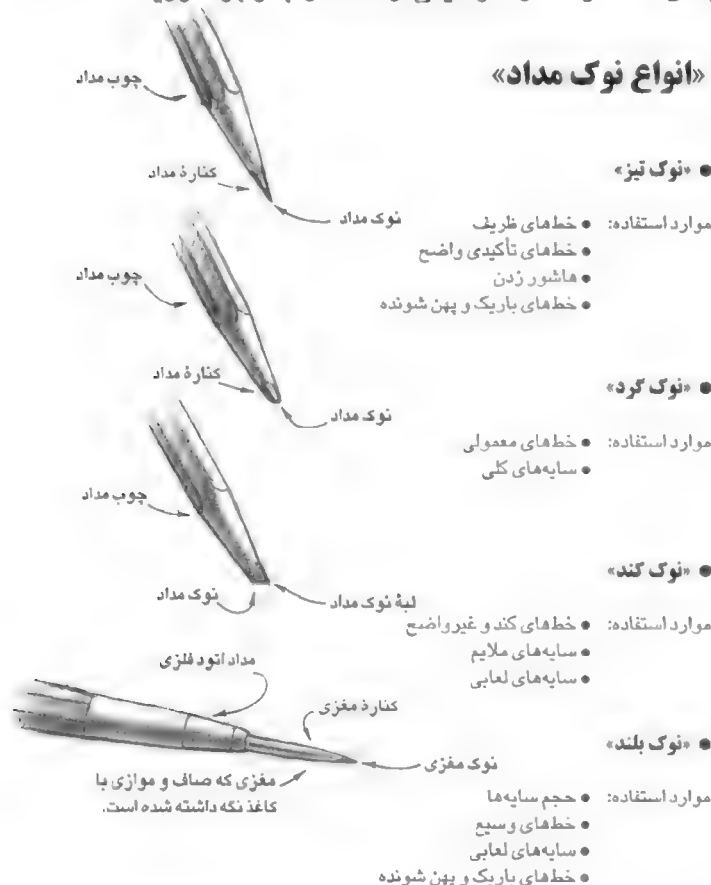 «انواع نوک مداد»
چوب مداد
کنارهٔ مداد
نوک مداد
● «نوک تیز»
موارد استفاده: ● خط‌های ظریف
● خط‌های تأکیدی واضح
● هاشور زدن
● خط‌های باریک و پهن شونده
چوب مداد
کنارهٔ مداد
نوک مداد
● «نوک گرد»
موارد استفاده: ● خط‌های معمولی
● سایه‌های کلی
چوب مداد
نوک مداد
لبهٔ نوک مداد
● «نوک کند»
موارد استفاده: ● خط‌های کند و غیرواضح
● سایه‌های ملایم
● سایه‌های لعابی
مداد اتود فلزی
کنارهٔ مغزی
نوک مغزی
مغزی که صاف و موازی با
کاغذ نگه داشته شده است.
● «نوک بلند»
موارد استفاده: ● حجم سایه‌ها
● خط‌های وسیع
● سایه‌های لعابی
● خط‌های باریک و پهن شونده